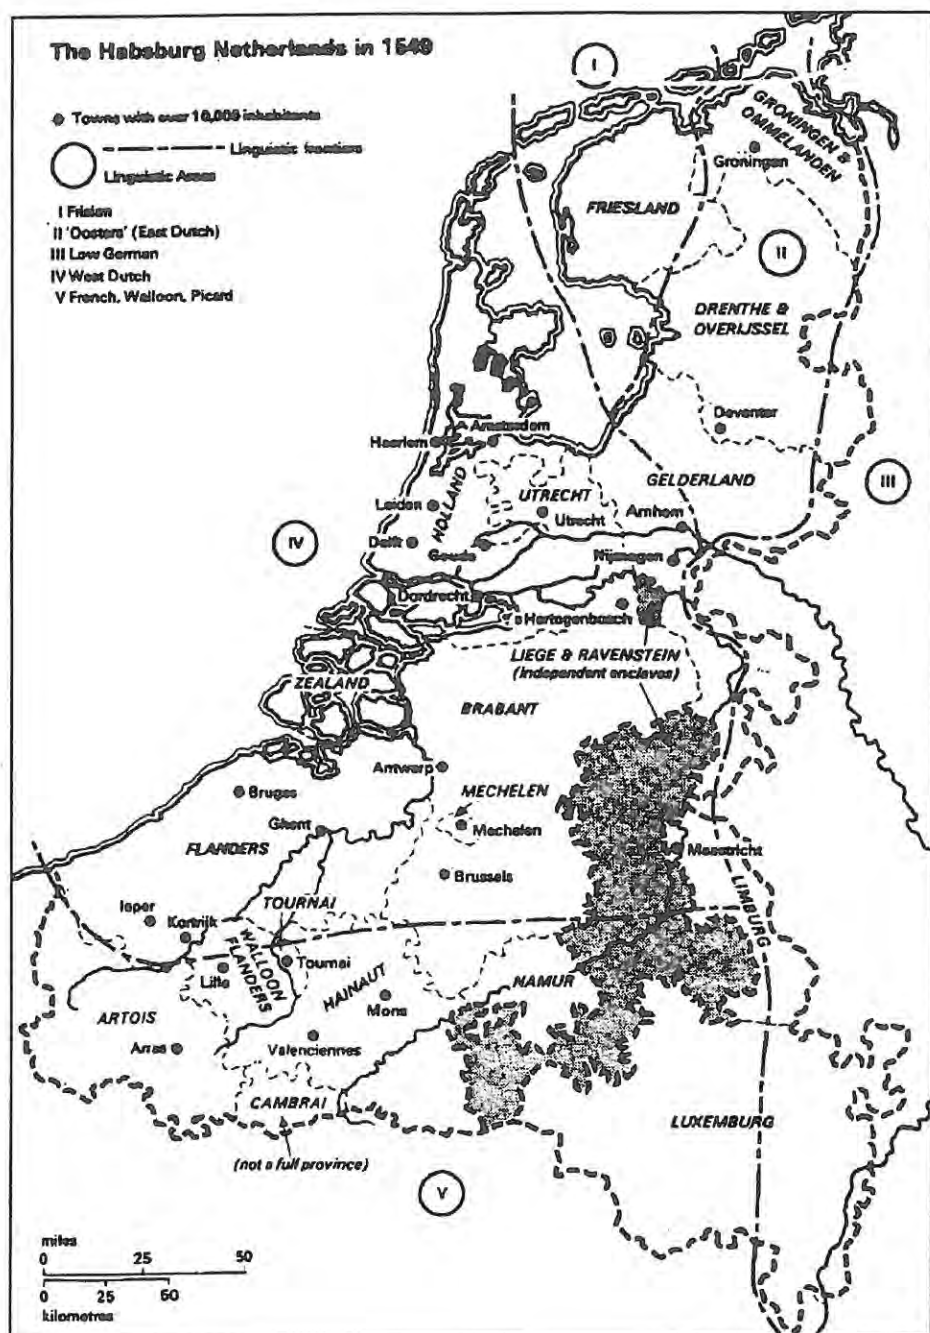 The Habsburg Netherlands in 1549
Towns with over 10,000 inhabitants
Linguistic frontiers
Linguistic Areas
I Frisian
II 'Oosters' (East Dutch)
III Low German
IV West Dutch
V French, Walloon, Picard
I
GRONINGEN &
OMMELANDEN
Groningen
FRIESLAND
II
DRENTHE &
OVERIJSSEL
Deventer
Amsterdam
Haarlem
HOLLAND
GELDERLAND
III
UTRECHT
Leiden
Utrecht
Arnhem
IV
Delft
Gouda
Nijmegen
Dordrecht
's Hertogenbosch
LIEGE & RAVENSTEIN
(independent enclaves)
ZEALAND
BRABANT
Antwerp
Bruges
MECHELEN
Ghent
Mechelen
FLANDERS
Maastricht
Brussels
LIMBURG
TOURNAI
Ieper
Kortrijk
WALLOON
FLANDERS
Tournai
Lille
HAINAUT
NAMUR
Mons
ARTOIS
Arras
Valenciennes
CAMBRAI
LUXEMBURG
(not a full province)
V
miles
0 25 50
0 25 50
kilometres